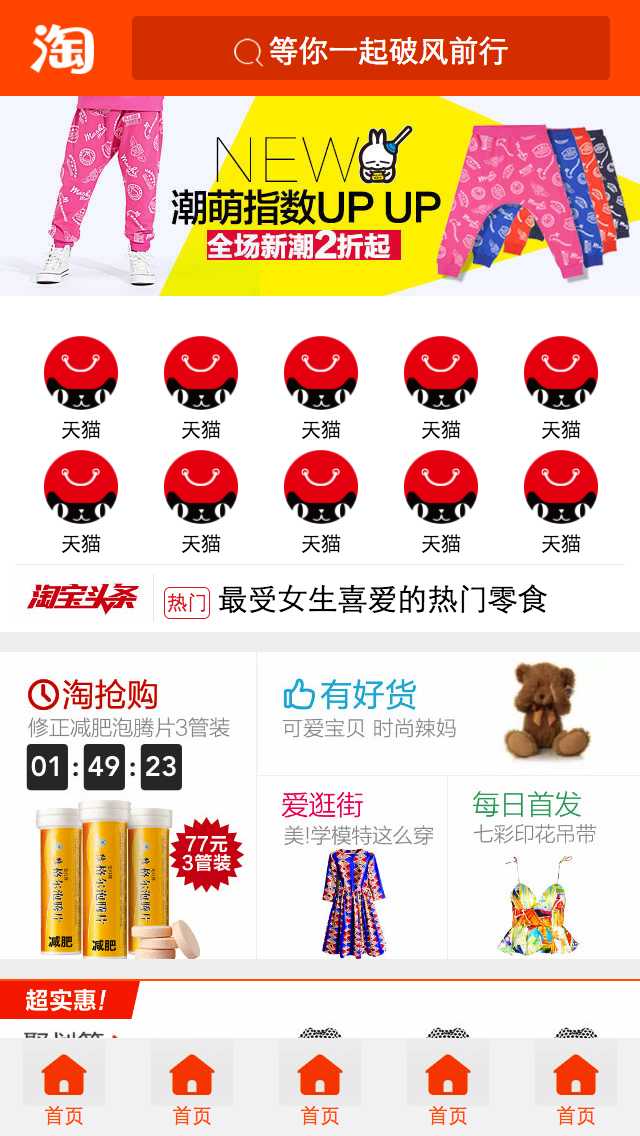 淘
等你一起破风前行
NEW
潮萌指数UP UP
全场新潮2折起
天猫 天猫 天猫 天猫 天猫
天猫 天猫 天猫 天猫 天猫
淘宝头条 热门 最受女生喜爱的热门零食
淘抢购
修正减肥泡腾片3管装
01:49:23
77元
3管装
减肥 减肥
有好货
可爱宝贝 时尚辣妈
爱逛街
美!学模特这么穿
每日首发
七彩印花吊带
超实惠!
首页 首页 首页 首页 首页